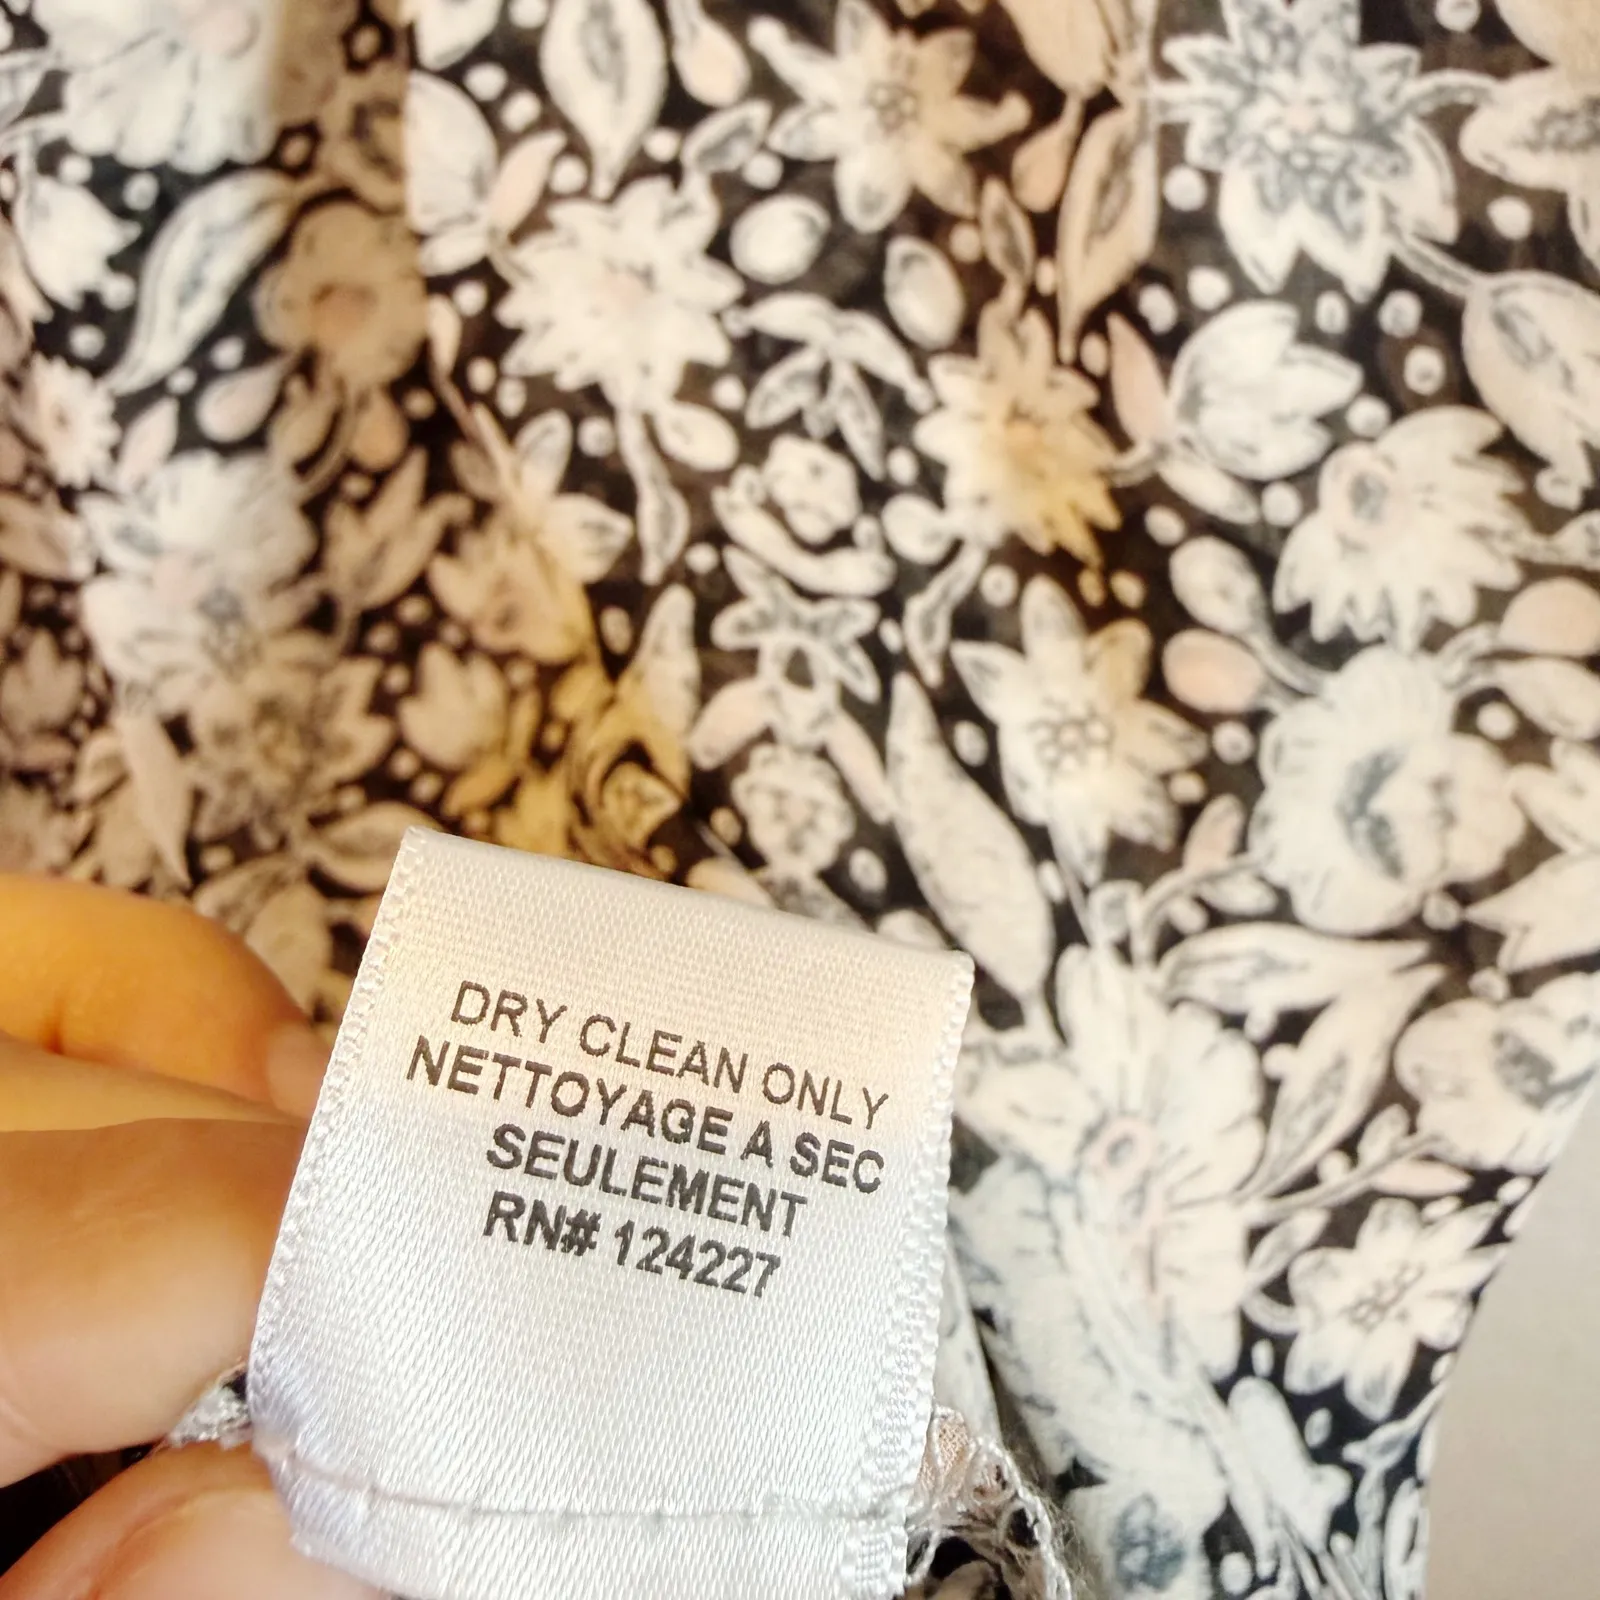 DRY CLEAN ONLY
NETTOYAGE A SEC
SEULEMENT
RN# 124227